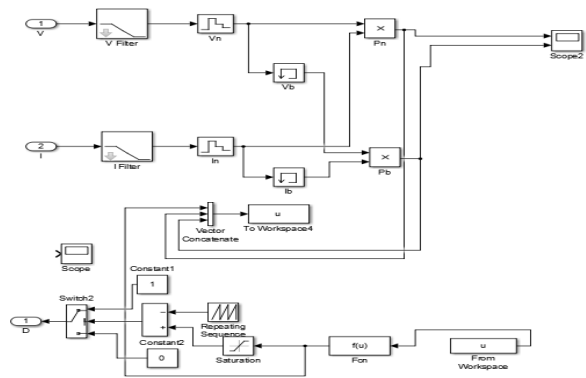 1
V
V Filter
Vn
Vb
×
Pn
Scope2
2
I
I Filter
In
Ib
×
Pb
Vector
Concatenate
u
To Workspace4
Scope
Constant1
1
Switch2
1
D
−
+
Constant2
0
Repeating
Sequence
Saturation
f(u)
Fcn
u
From
Workspace